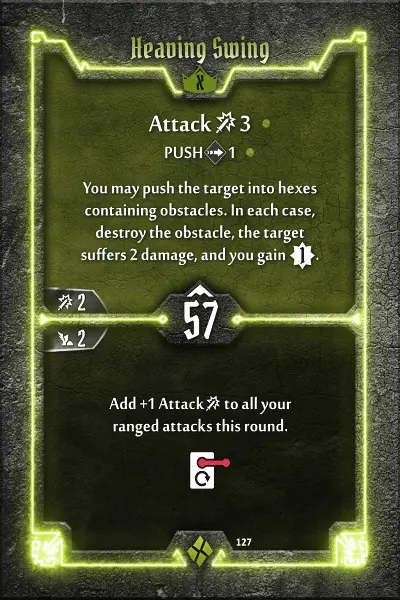 Heaving Swing
X
Attack 3
PUSH 1
You may push the target into hexes
containing obstacles. In each case,
destroy the obstacle, the target
suffers 2 damage, and you gain 1.
2
57
2
Add +1 Attack to all your
ranged attacks this round.
127